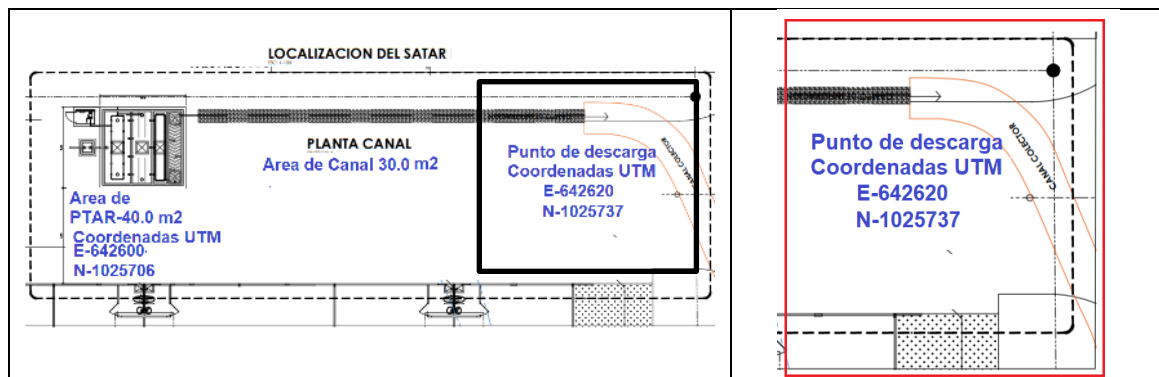 LOCALIZACION DEL SATAR
PLANTA CANAL
Area de Canal 30.0 m2
Area de
PTAR-40.0 m2
Coordenadas UTM
E-642600
N-1025706
Punto de descarga
Coordenadas UTM
E-642620
N-1025737
CANAL COLECTOR
Punto de descarga
Coordenadas UTM
E-642620
N-1025737
CANAL COLECTOR